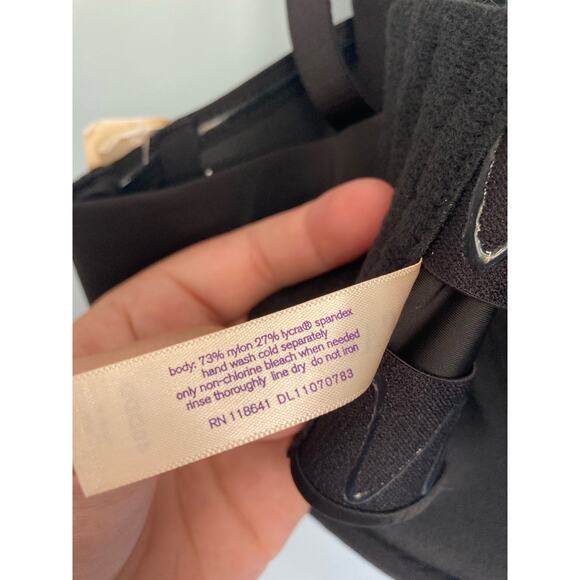 body: 73% nylon 27% lycra® spandex
hand wash cold separately
only non-chlorine bleach when needed
rinse thoroughly line dry do not iron
RN 118641 DL11070783